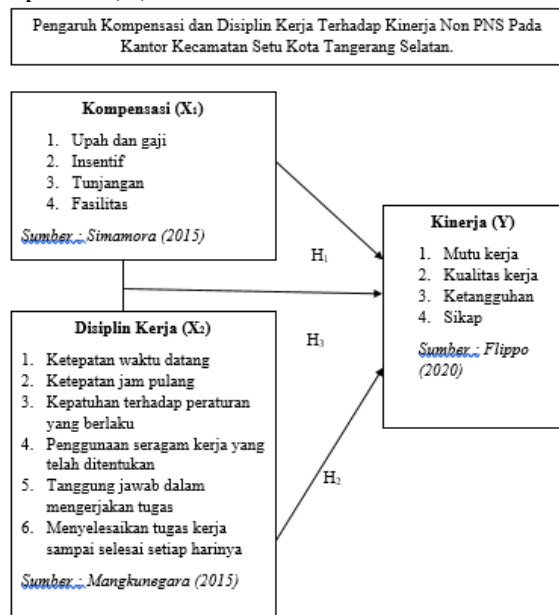 Pengaruh Kompensasi dan Disiplin Kerja Terhadap Kinerja Non PNS Pada
Kantor Kecamatan Setu Kota Tangerang Selatan.
Kompensasi (X₁)
1. Upah dan gaji
2. Insentif
3. Tunjangan
4. Fasilitas
Sumber : Simamora (2015)
H₁
Kinerja (Y)
1. Mutu kerja
2. Kualitas kerja
3. Ketangguhan
4. Sikap
Sumber : Flippo
(2020)
H₃
Disiplin Kerja (X₂)
1. Ketepatan waktu datang
2. Ketepatan jam pulang
3. Kepatuhan terhadap peraturan
yang berlaku
4. Penggunaan seragam kerja yang
telah ditentukan
5. Tanggung jawab dalam
mengerjakan tugas
6. Menyelesaikan tugas kerja
sampai selesai setiap harinya
Sumber : Mangkunegara (2015)
H₂